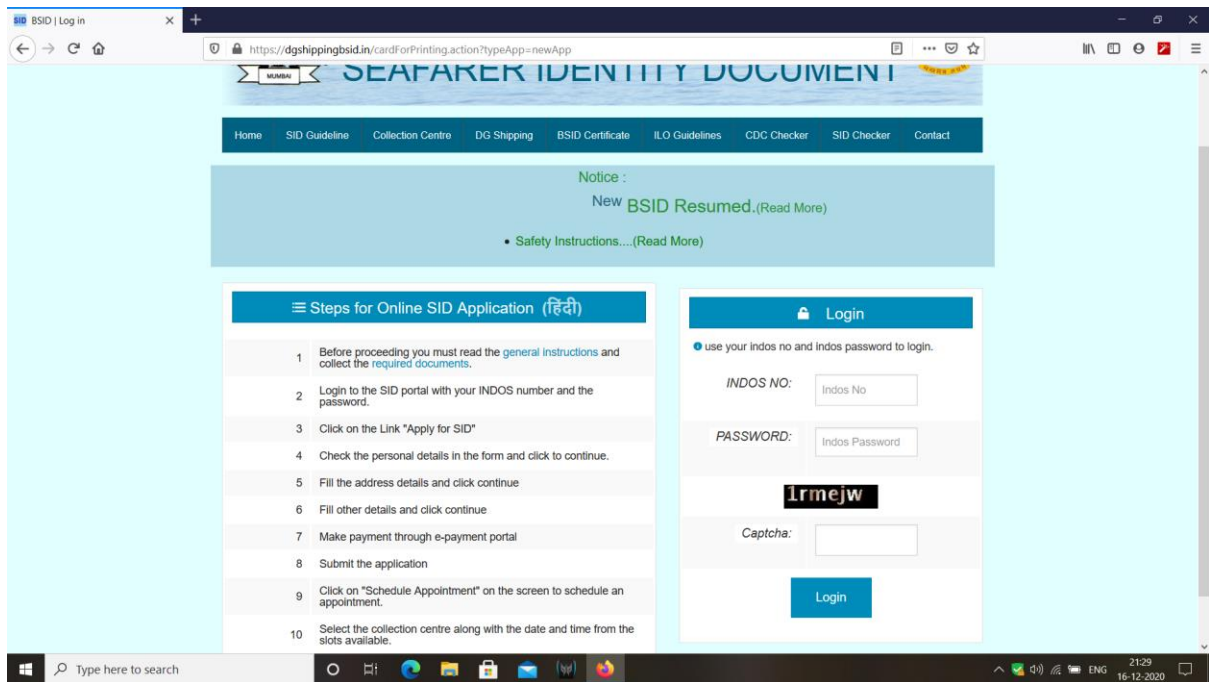 SID BSID | Log in
https://dgshippingbsid.in/cardForPrinting.action?typeApp=newApp
MUMBAI
SEAFARER IDENTITY DOCUMENT
Home SID Guideline Collection Centre DG Shipping BSID Certificate ILO Guidelines CDC Checker SID Checker Contact
Notice :
New BSID Resumed.(Read More)
• Safety Instructions....(Read More)
Steps for Online SID Application (हिंदी)
1 Before proceeding you must read the general instructions and
collect the required documents.
2 Login to the SID portal with your INDOS number and the
password.
3 Click on the Link "Apply for SID"
4 Check the personal details in the form and click to continue.
5 Fill the address details and click continue
6 Fill other details and click continue
7 Make payment through e-payment portal
8 Submit the application
9 Click on "Schedule Appointment" on the screen to schedule an
appointment.
10 Select the collection centre along with the date and time from the
slots available.
Login
use your indos no and indos password to login.
INDOS NO: Indos No
PASSWORD: Indos Password
1rmejw
Captcha:
Login
Type here to search
ENG
21:29
16-12-2020